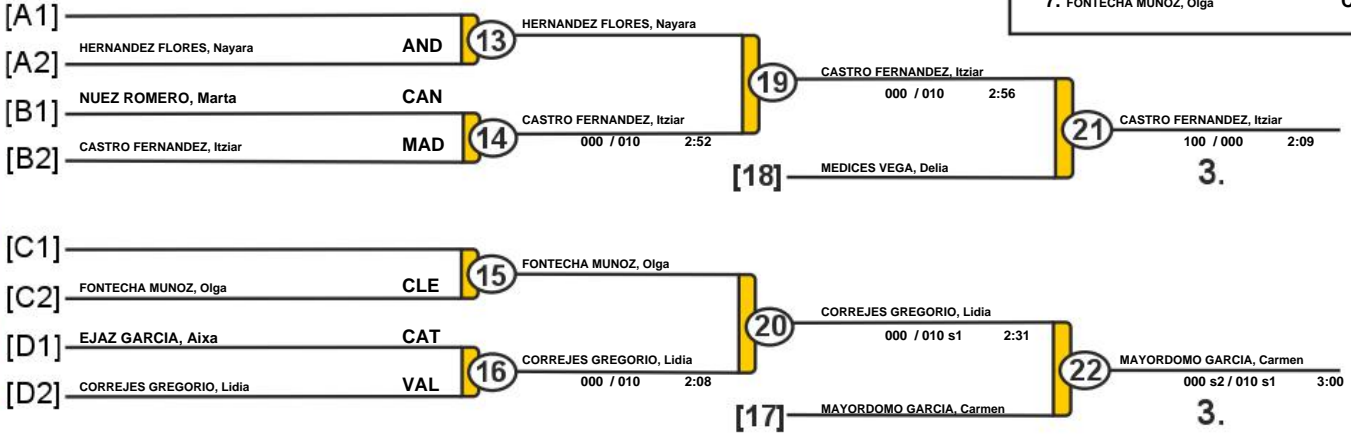 7. FONTECHA MUNOZ, Olga
[A1]
HERNANDEZ FLORES, Nayara AND
[A2]
13
HERNANDEZ FLORES, Nayara
NUEZ ROMERO, Marta CAN
[B1]
CASTRO FERNANDEZ, Itziar MAD
[B2]
14
CASTRO FERNANDEZ, Itziar
000 / 010 2:52
19
CASTRO FERNANDEZ, Itziar
000 / 010 2:56
[18] MEDICES VEGA, Delia
21
CASTRO FERNANDEZ, Itziar
100 / 000 2:09
3.
[C1]
FONTECHA MUNOZ, Olga CLE
[C2]
15
FONTECHA MUNOZ, Olga
[D1] EJAZ GARCIA, Aixa CAT
[D2] CORREJES GREGORIO, Lidia VAL
16
CORREJES GREGORIO, Lidia
000 / 010 2:08
20
CORREJES GREGORIO, Lidia
000 / 010 s1 2:31
[17] MAYORDOMO GARCIA, Carmen
22
MAYORDOMO GARCIA, Carmen
000 s2 / 010 s1 3:00
3.